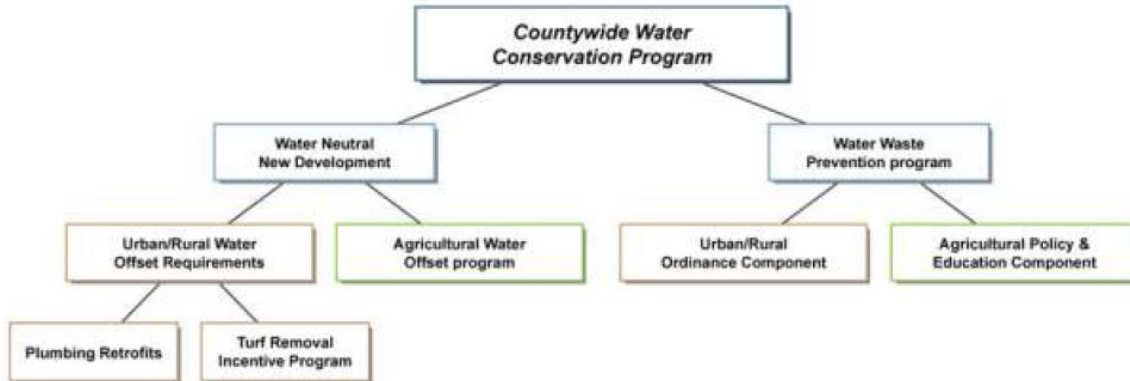 Countywide Water
Conservation Program
Water Neutral
New Development
Water Waste
Prevention program
Urban/Rural Water
Offset Requirements
Agricultural Water
Offset program
Urban/Rural
Ordinance Component
Agricultural Policy &
Education Component
Plumbing Retrofits
Turf Removal
Incentive Program